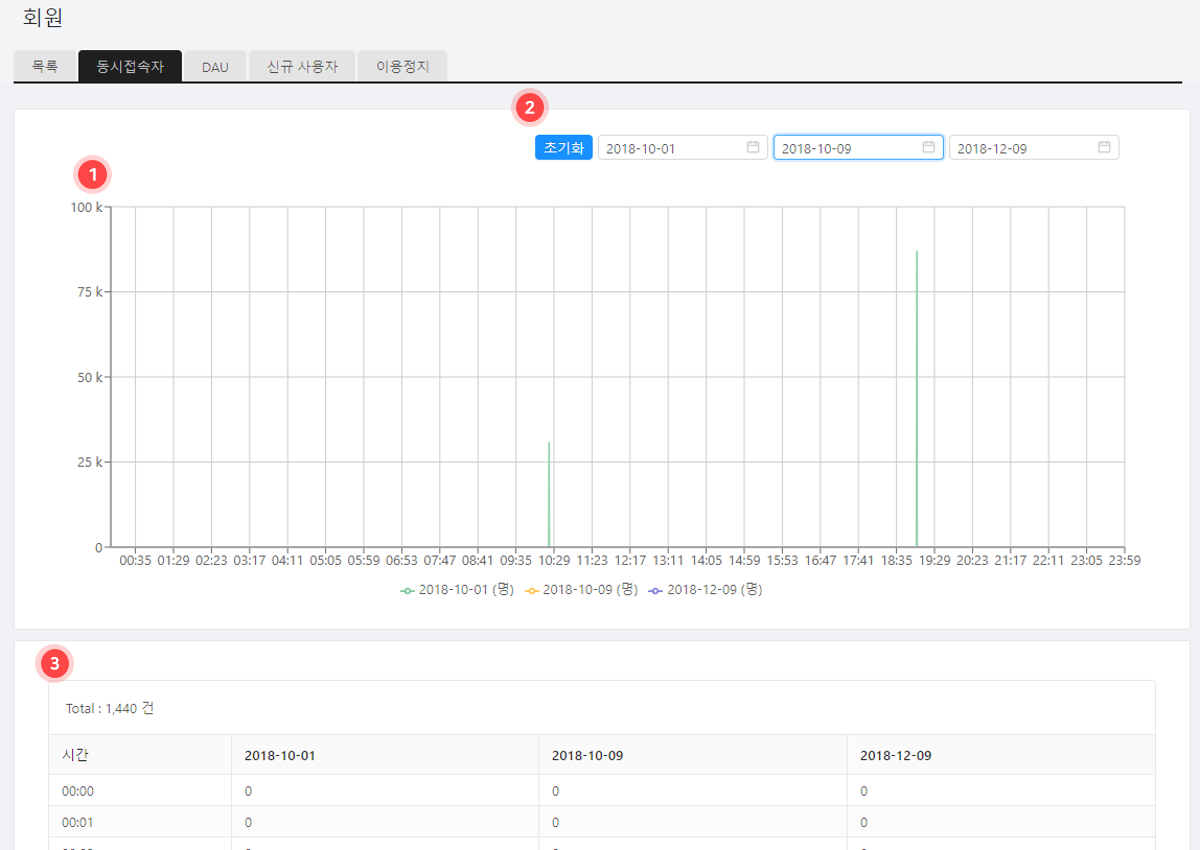 회원
목록 동시접속자 DAU 신규 사용자 이용정지
2
초기화 2018-10-01 2018-10-09 2018-12-09
1
100 k
75 k
50 k
25 k
0
00:35 01:29 02:23 03:17 04:11 05:05 05:59 06:53 07:47 08:41 09:35 10:29 11:23 12:17 13:11 14:05 14:59 15:53 16:47 17:41 18:35 19:29 20:23 21:17 22:11 23:05 23:59
2018-10-01 (명) 2018-10-09 (명) 2018-12-09 (명)
3
Total : 1,440 건
시간 2018-10-01 2018-10-09 2018-12-09
00:00 0 0 0
00:01 0 0 0